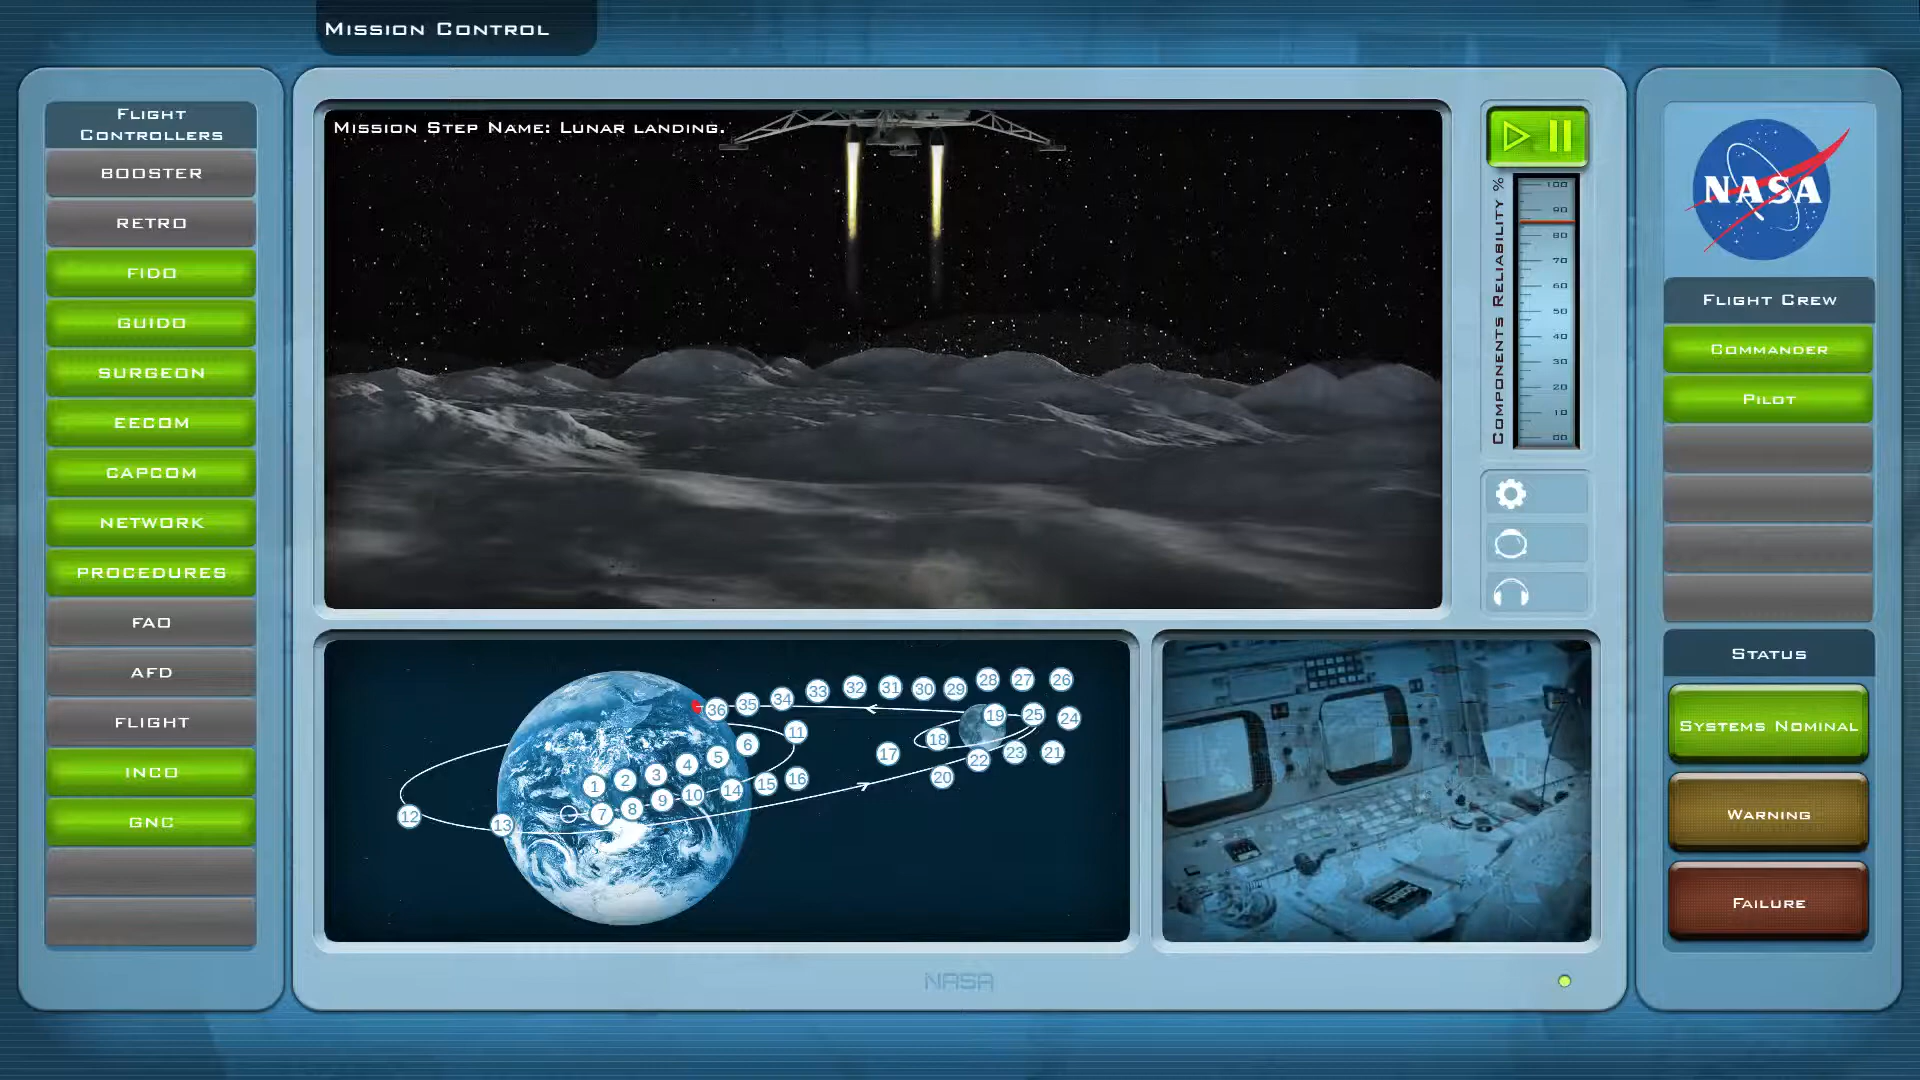 Mission Control
Flight
Controllers
BOOSTER
RETRO
FIDO
GUIDO
SURGEON
EECOM
CAPCOM
NETWORK
PROCEDURES
FAO
AFD
FLIGHT
INCO
GNC
Mission Step Name: Lunar landing.
Components Reliability %
100
90
80
70
60
50
40
30
20
10
00
NASA
Flight Crew
Commander
Pilot
Status
Systems Nominal
Warning
Failure
1
2
3
4
5
6
7
8
9
10
11
12
13
14
15
16
17
18
19
20
21
22
23
24
25
26
27
28
29
30
31
32
33
34
35
36
NASA